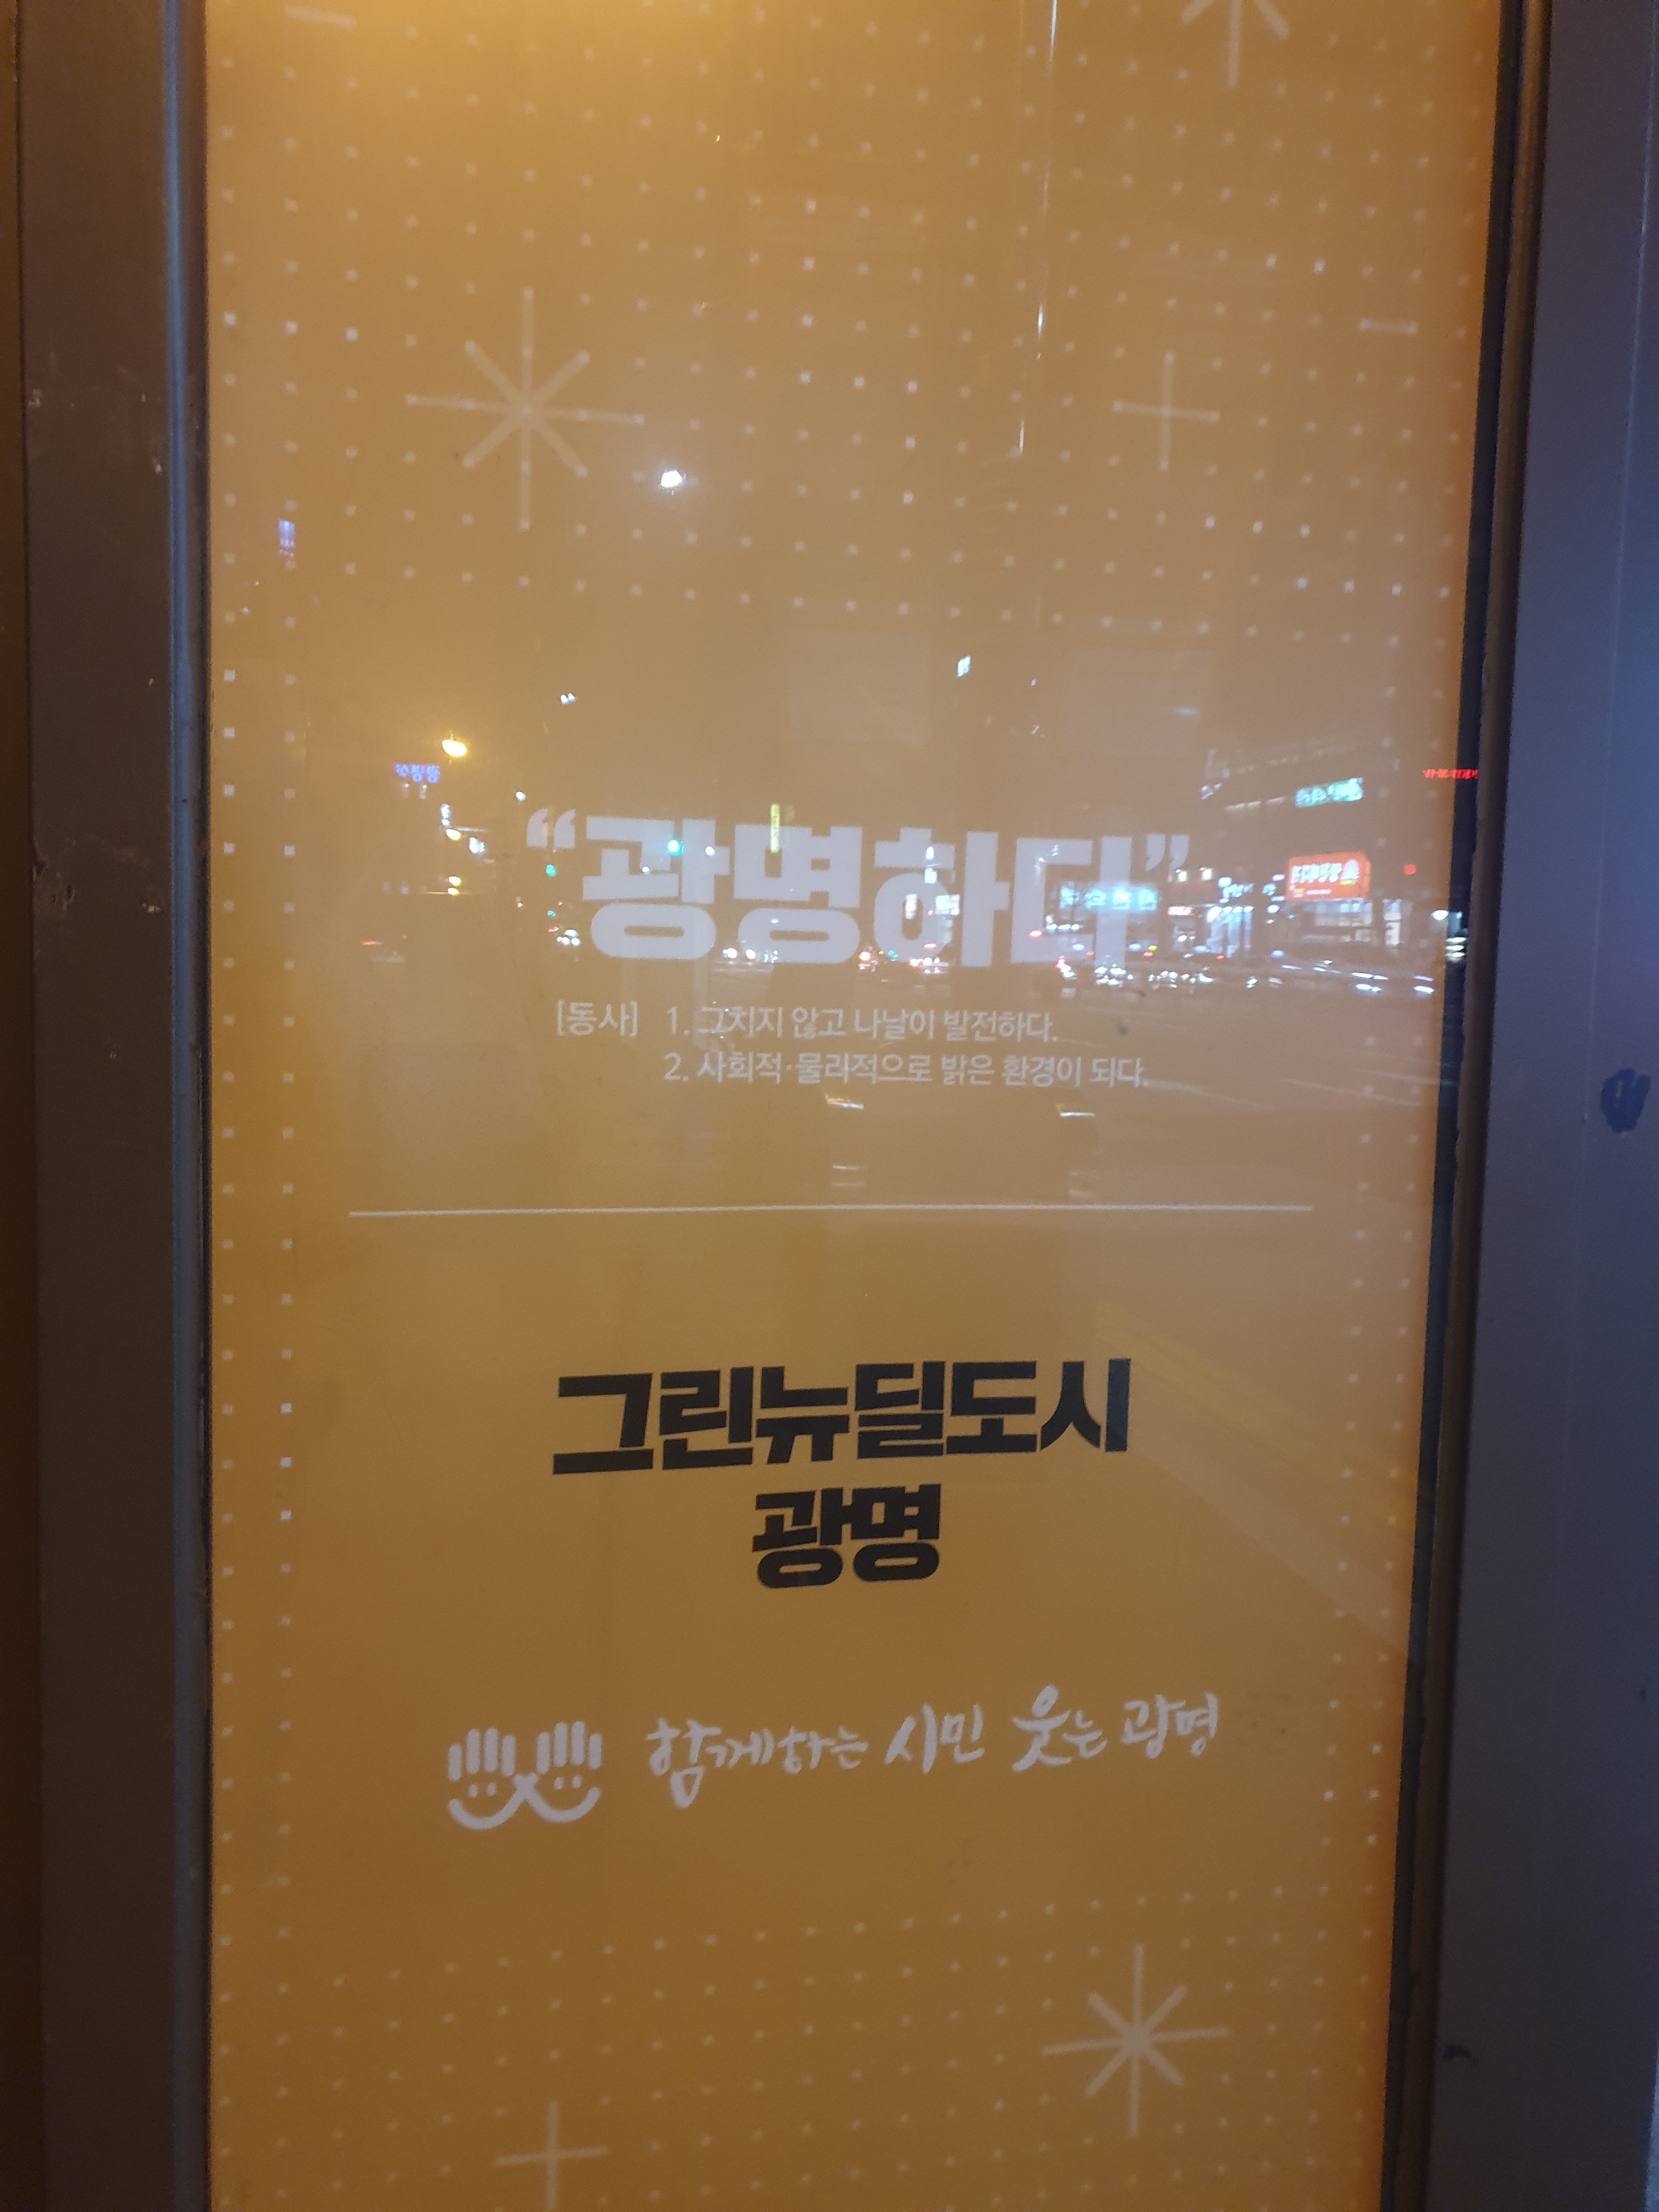 “광명하다”
[동사] 1. 그치지 않고 나날이 발전하다.
2. 사회적·물리적으로 밝은 환경이 되다.
그린뉴딜도시
광명
함께하는 시민 웃는 광명